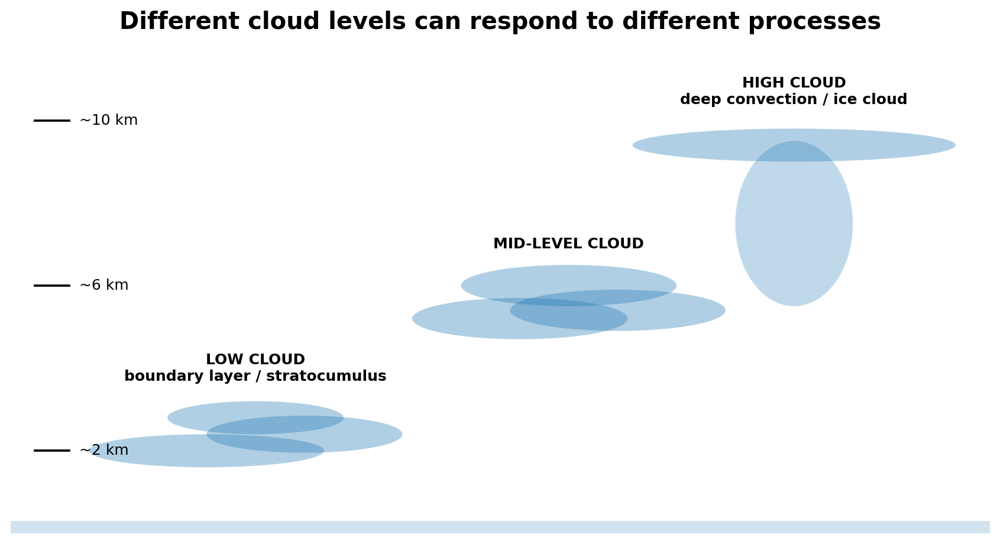 Different cloud levels can respond to different processes
HIGH CLOUD
deep convection / ice cloud
~10 km
MID-LEVEL CLOUD
~6 km
LOW CLOUD
boundary layer / stratocumulus
~2 km